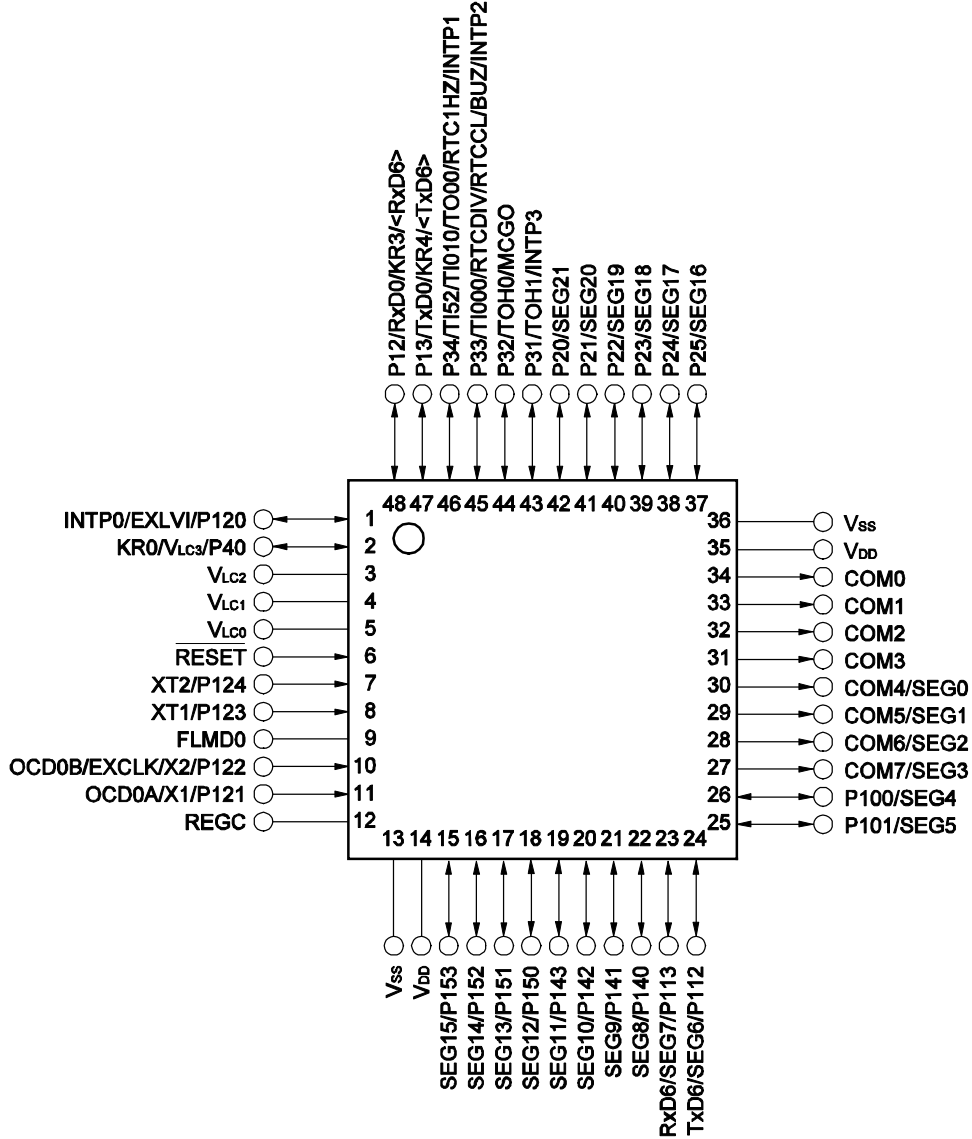 P12/RxD0/KR3/<RxD6>
P13/TxD0/KR4/<TxD6>
P34/TI52/TI010/TO00/RTC1HZ/INTP1
P33/TI000/RTCDIV/RTCCL/BUZ/INTP2
P32/TOH0/MCGO
P31/TOH1/INTP3
P20/SEG21
P21/SEG20
P22/SEG19
P23/SEG18
P24/SEG17
P25/SEG16
48 47 46 45 44 43 42 41 40 39 38 37
INTP0/EXLVI/P120 1
KR0/VLC3/P40 2
VLC2 3
VLC1 4
VLC0 5
RESET 6
XT2/P124 7
XT1/P123 8
FLMD0 9
OCD0B/EXCLK/X2/P122 10
OCD0A/X1/P121 11
REGC 12
36 VSS
35 VDD
34 COM0
33 COM1
32 COM2
31 COM3
30 COM4/SEG0
29 COM5/SEG1
28 COM6/SEG2
27 COM7/SEG3
26 P100/SEG4
25 P101/SEG5
13 14 15 16 17 18 19 20 21 22 23 24
VSS
VDD
SEG15/P153
SEG14/P152
SEG13/P151
SEG12/P150
SEG11/P143
SEG10/P142
SEG9/P141
SEG8/P140
RxD6/SEG7/P113
TxD6/SEG6/P112